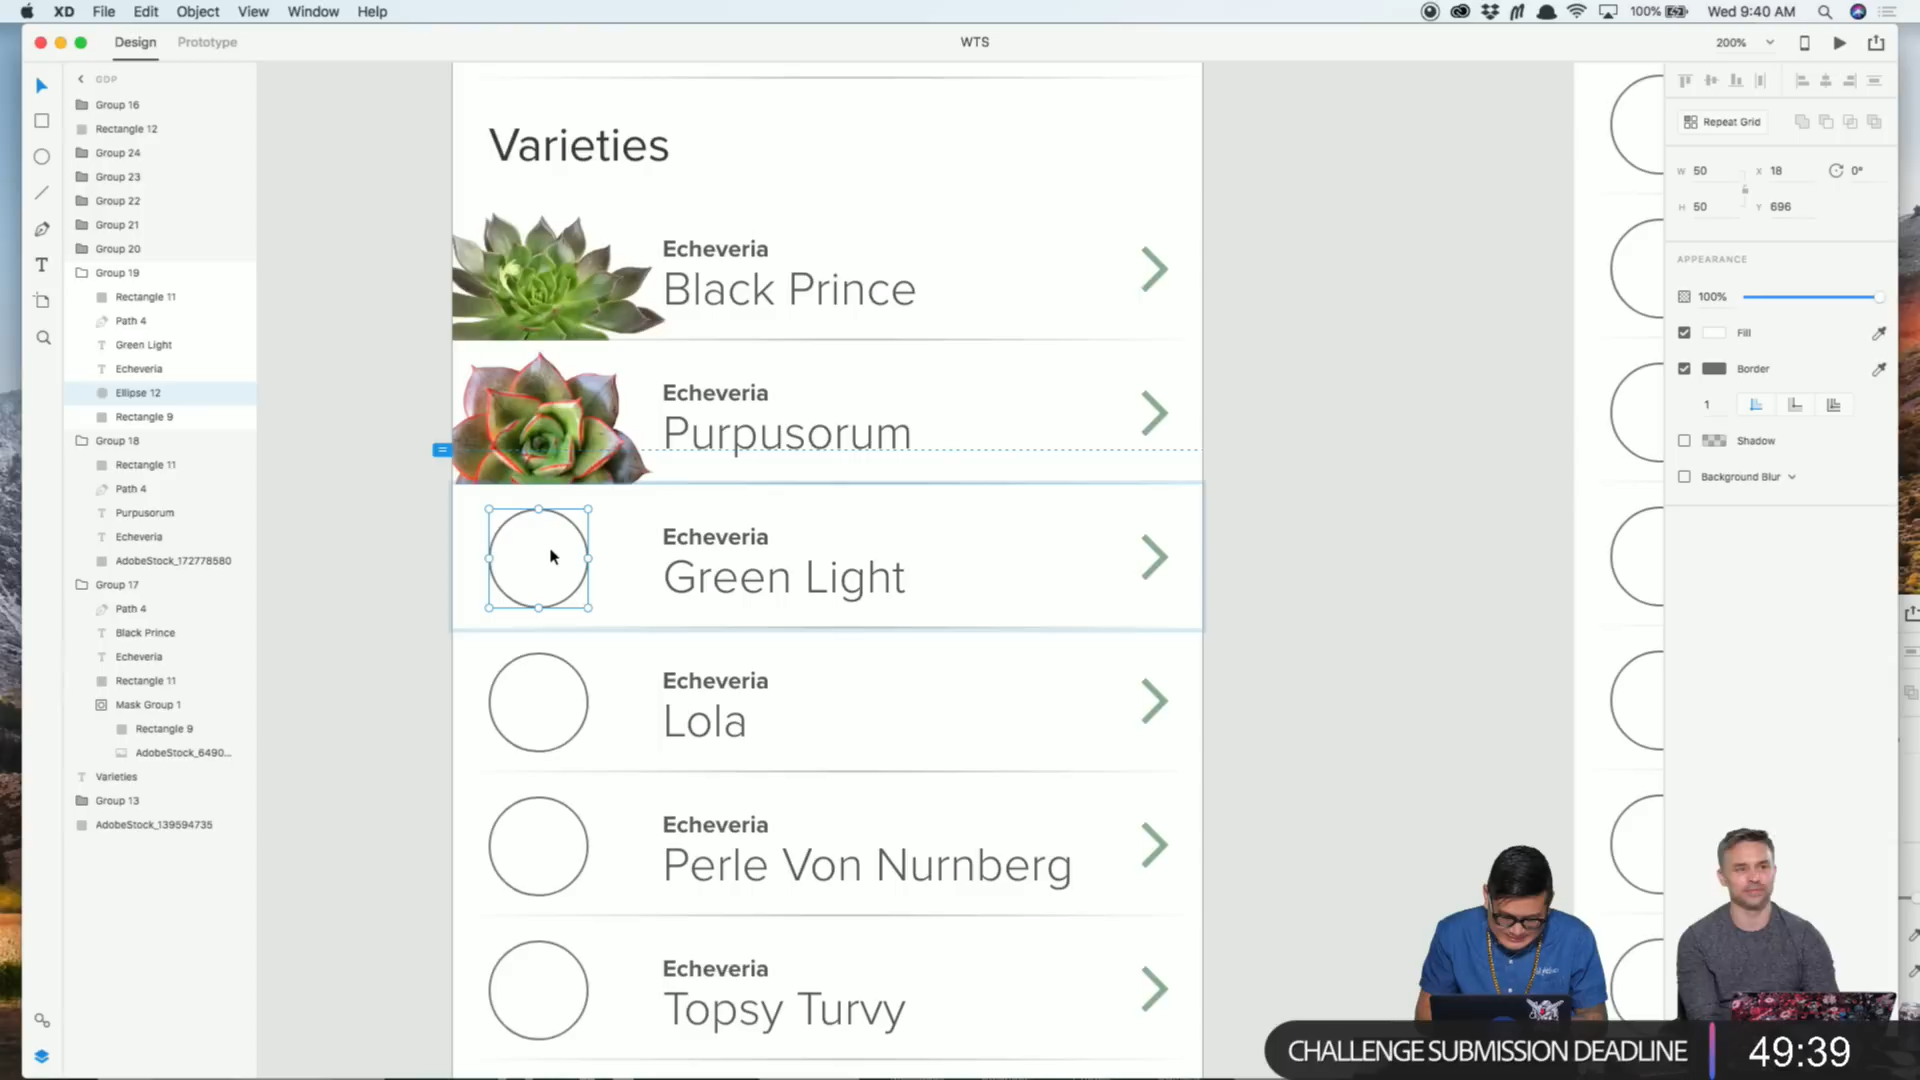 XD File Edit Object View Window Help
100% Wed 9:40 AM
Design Prototype
WTS
200%
GDP
Group 16
Rectangle 12
Group 24
Group 23
Group 22
Group 21
Group 20
Group 19
Rectangle 11
Path 4
Green Light
Echeveria
Ellipse 12
Rectangle 9
Group 18
Rectangle 11
Path 4
Purpusorum
Echeveria
AdobeStock_172778580
Group 17
Path 4
Black Prince
Echeveria
Rectangle 11
Mask Group 1
Rectangle 9
AdobeStock_6490...
Varieties
Group 13
AdobeStock_139594735
Varieties
Echeveria
Black Prince
Echeveria
Purpusorum
Echeveria
Green Light
Echeveria
Lola
Echeveria
Perle Von Nurnberg
Echeveria
Topsy Turvy
Repeat Grid
W 50 X 18 0°
H 50 Y 696
APPEARANCE
100%
Fill
Border
1
Shadow
Background Blur
CHALLENGE SUBMISSION DEADLINE 49:39